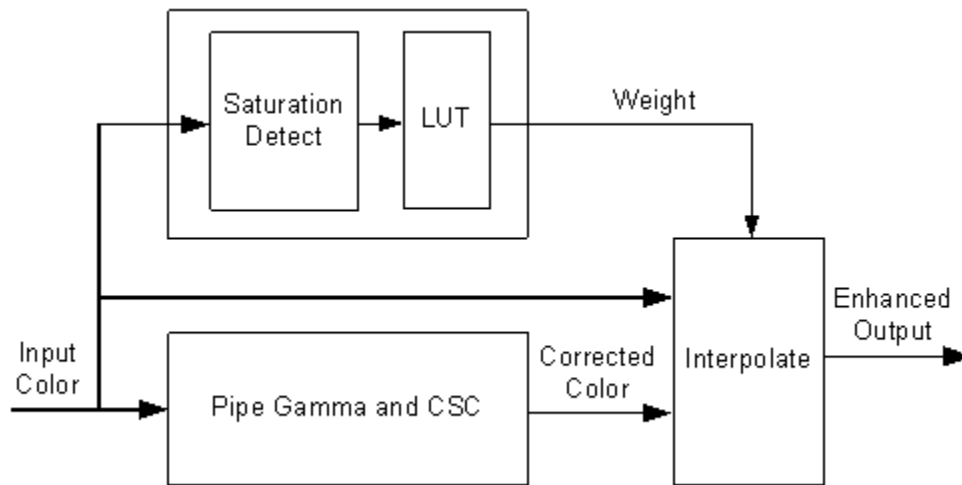 Saturation
Detect
LUT
Weight
Input
Color
Pipe Gamma and CSC
Corrected
Color
Interpolate
Enhanced
Output